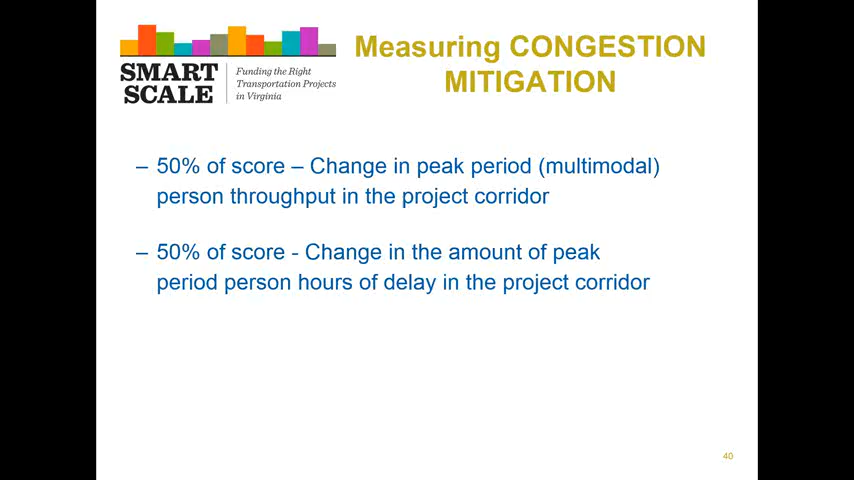 Measuring CONGESTION
MITIGATION
SMART
SCALE
Funding the Right
Transportation Projects
in Virginia
– 50% of score – Change in peak period (multimodal)
person throughput in the project corridor
– 50% of score - Change in the amount of peak
period person hours of delay in the project corridor
40